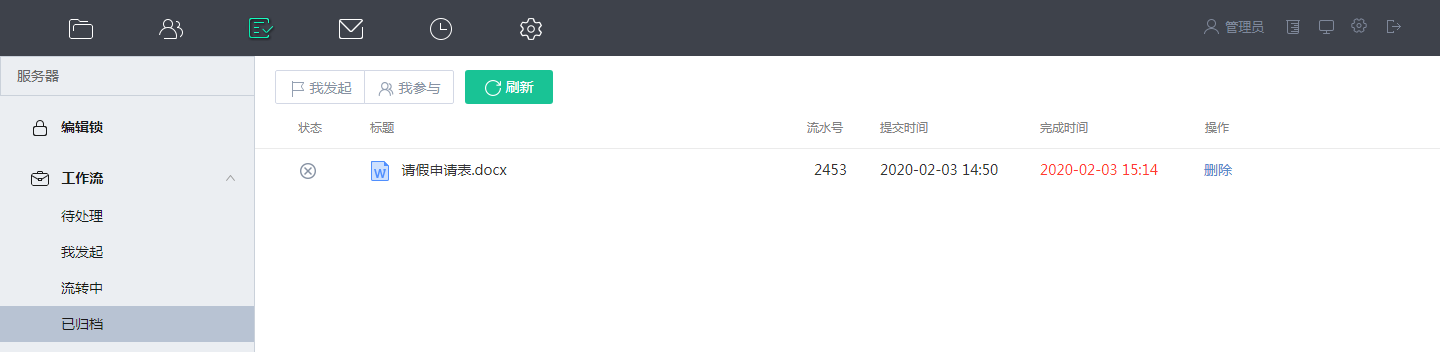 管理员
服务器
编辑锁
工作流
待处理
我发起
流转中
已归档
我发起 我参与 刷新
状态 标题 流水号 提交时间 完成时间 操作
请假申请表.docx 2453 2020-02-03 14:50 2020-02-03 15:14 删除